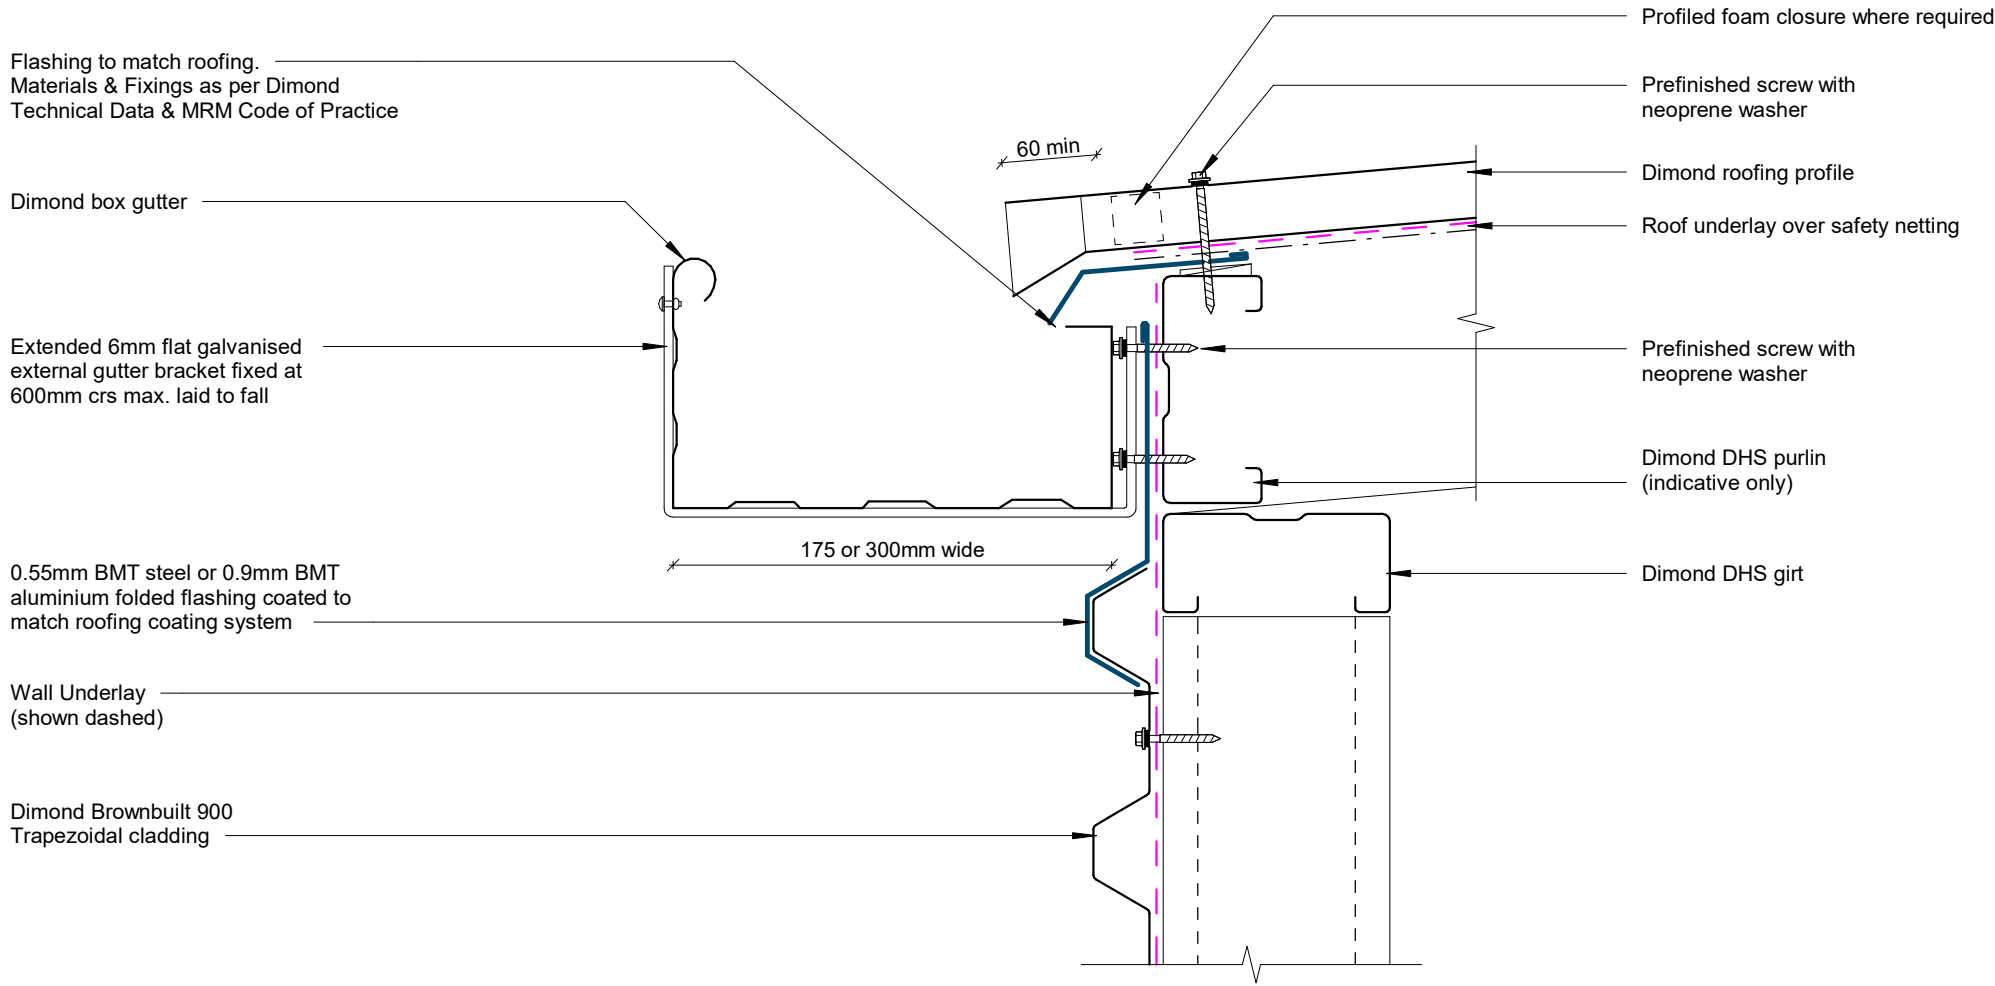 Flashing to match roofing.
Materials & Fixings as per Dimond
Technical Data & MRM Code of Practice
Dimond box gutter
Extended 6mm flat galvanised
external gutter bracket fixed at
600mm crs max. laid to fall
0.55mm BMT steel or 0.9mm BMT
aluminium folded flashing coated to
match roofing coating system
Wall Underlay
(shown dashed)
Dimond Brownbuilt 900
Trapezoidal cladding
60 min
175 or 300mm wide
Profiled foam closure where required
Prefinished screw with
neoprene washer
Dimond roofing profile
Roof underlay over safety netting
Prefinished screw with
neoprene washer
Dimond DHS purlin
(indicative only)
Dimond DHS girt